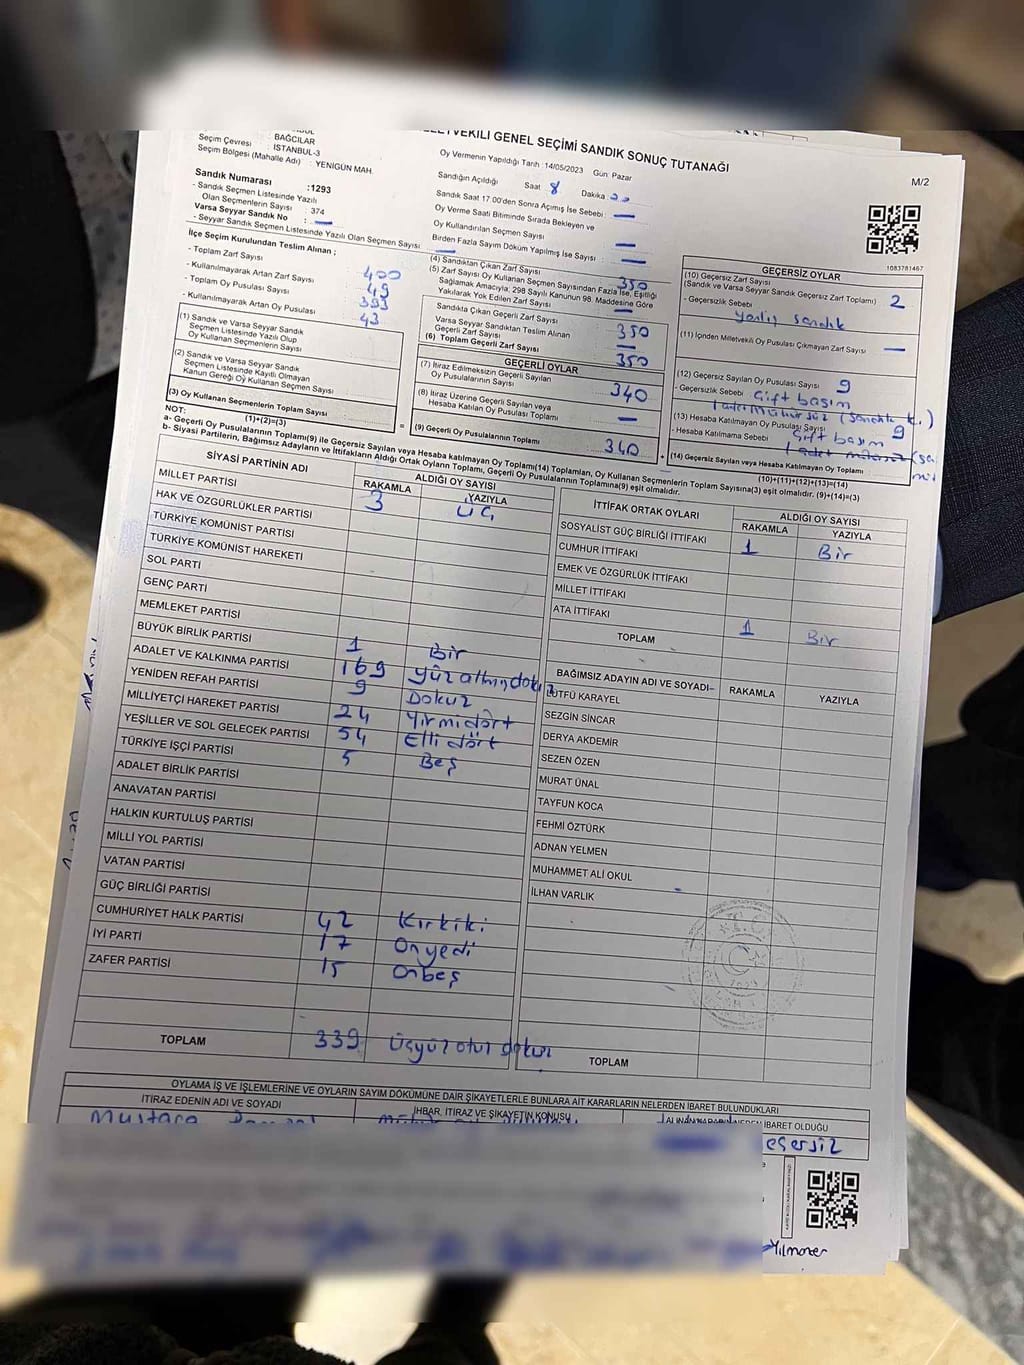 LETVEKİLİ GENEL SEÇİMİ SANDIK SONUÇ TUTANAĞI
M/2
BAĞCILAR
Seçim Çevresi : İSTANBUL-3
Seçim Bölgesi (Mahalle Adı) : YENİGÜN MAH.
Sandık Numarası :1293
- Sandık Seçmen Listesinde Yazılı
Olan Seçmenlerin Sayısı : 374
Varsa Seyyar Sandık No : —
- Seyyar Sandık Seçmen Listesinde Yazılı Olan Seçmen Sayısı —
İlçe Seçim Kurulundan Teslim Alınan ;
- Toplam Zarf Sayısı 400
- Kullanılmayarak Artan Zarf Sayısı 49
- Toplam Oy Pusulası Sayısı 393
- Kullanılmayarak Artan Oy Pusulası 43
(1) Sandık ve Varsa Seyyar Sandık
Seçmen Listesinde Yazılı Olup
Oy Kullanan Seçmenlerin Sayısı
(2) Sandık ve Varsa Seyyar Sandık
Seçmen Listesinde Kayıtlı Olmayan
Kanun Gereği Oy Kullanan Seçmen Sayısı
(3) Oy Kullanan Seçmenlerin Toplam Sayısı
(1)+(2)=(3)
Oy Vermenin Yapıldığı Tarih : 14/05/2023 Gün: Pazar
Sandığın Açıldığı Saat 8 Dakika
Sandık Saat 17.00'den Sonra Açımış İse Sebebi : —
Oy Verme Saati Bitiminde Sırada Bekleyen ve
Oy Kullandırılan Seçmen Sayısı —
Birden Fazla Sayım Döküm Yapılmış İse Sayısı : —
(4) Sandıktan Çıkan Zarf Sayısı 350
(5) Zarf Sayısı Oy Kullanan Seçmen Sayısından Fazla İse, Eşitliği
Sağlamak Amacıyla; 298 Sayılı Kanunun 98. Maddesine Göre
Yakılarak Yok Edilen Zarf Sayısı —
Sandıkta Çıkan Geçerli Zarf Sayısı 350
Varsa Seyyar Sandıktan Teslim Alınan
Geçerli Zarf Sayısı —
(6) Toplam Geçerli Zarf Sayısı 350
GEÇERLİ OYLAR
(7) İtiraz Edilmeksizin Geçerli Sayılan
Oy Pusulalarının Sayısı 340
(8) İtiraz Üzerine Geçerli Sayılan veya
Hesaba Katılan Oy Pusulası Toplamı —
(9) Geçerli Oy Pusulalarının Toplamı 340
1083781467
GEÇERSİZ OYLAR
(10) Geçersiz Zarf Sayısı
(Sandık ve Varsa Seyyar Sandık Geçersiz Zarf Toplamı) 2
- Geçersizlik Sebebi yanlış sandık
(11) İçinden Milletvekili Oy Pusulası Çıkmayan Zarf Sayısı —
(12) Geçersiz Sayılan Oy Pusulası Sayısı 9
- Geçersizlik Sebebi Çift basım
(13) Hesaba Katılmayan Oy Pusulası Sayısı 9
- Hesaba Katılmama Sebebi Çift basım
(14) Geçersiz Sayılan veya Hesaba Katılmayan Oy Toplamı
(10)+(11)+(12)+(13)=(14)
NOT:
a- Geçerli Oy Pusulalarının Toplamı(9) ile Geçersiz Sayılan veya Hesaba Katılmayan Oy Toplamı(14) Toplamları, Oy Kullanan Seçmenlerin Toplam Sayısına(3) eşit olmalıdır. (9)+(14)=(3)
b- Siyasi Partilerin, Bağımsız Adayların ve İttifakların Aldığı Ortak Oyların Toplamı, Geçerli Oy Pusulalarının Toplamına(9) eşit olmalıdır.
SİYASİ PARTİNİN ADI ALDIĞI OY SAYISI
RAKAMLA YAZIYLA
MİLLET PARTİSİ 3 üç
HAK VE ÖZGÜRLÜKLER PARTİSİ
TÜRKİYE KOMÜNİST PARTİSİ
TÜRKİYE KOMÜNİST HAREKETİ
SOL PARTİ
GENÇ PARTİ
MEMLEKET PARTİSİ
BÜYÜK BİRLİK PARTİSİ 1 Bir
ADALET VE KALKINMA PARTİSİ 169 yüzaltmışdokuz
YENİDEN REFAH PARTİSİ 9 Dokuz
MİLLİYETÇİ HAREKET PARTİSİ 24 Yirmidört
YEŞİLLER VE SOL GELECEK PARTİSİ 54 Elli dört
TÜRKİYE İŞÇİ PARTİSİ 5 Beş
ADALET BİRLİK PARTİSİ
ANAVATAN PARTİSİ
HALKIN KURTULUŞ PARTİSİ
MİLLİ YOL PARTİSİ
VATAN PARTİSİ
GÜÇ BİRLİĞİ PARTİSİ
CUMHURİYET HALK PARTİSİ 42 Kırkiki
İYİ PARTİ 17 Onyedi
ZAFER PARTİSİ 15 Onbeş
TOPLAM 339 üçyüz otuz dokuz
İTTİFAK ORTAK OYLARI ALDIĞI OY SAYISI
RAKAMLA YAZIYLA
SOSYALİST GÜÇ BİRLİĞİ İTTİFAKI
CUMHUR İTTİFAKI 1 Bir
EMEK VE ÖZGÜRLÜK İTTİFAKI
MİLLET İTTİFAKI
ATA İTTİFAKI
TOPLAM 1 Bir
BAĞIMSIZ ADAYIN ADI VE SOYADI RAKAMLA YAZIYLA
LÜTFÜ KARAYEL
SEZGİN SİNCAR
DERYA AKDEMİR
SEZEN ÖZEN
MURAT ÜNAL
TAYFUN KOCA
FEHMİ ÖZTÜRK
ADNAN YELMEN
MUHAMMET ALİ OKUL
İLHAN VARLIK
TOPLAM
OYLAMA İŞ VE İŞLEMLERİNE VE OYLARIN SAYIM DÖKÜMÜNE DAİR ŞİKAYETLERLE BUNLARA AİT KARARLARIN NELERDEN İBARET BULUNDUKLARI
İTİRAZ EDENİN ADI VE SOYADI İHBAR, İTİRAZ VE ŞİKAYETİN KONUSU İBARET OLDUĞU
Mustafa